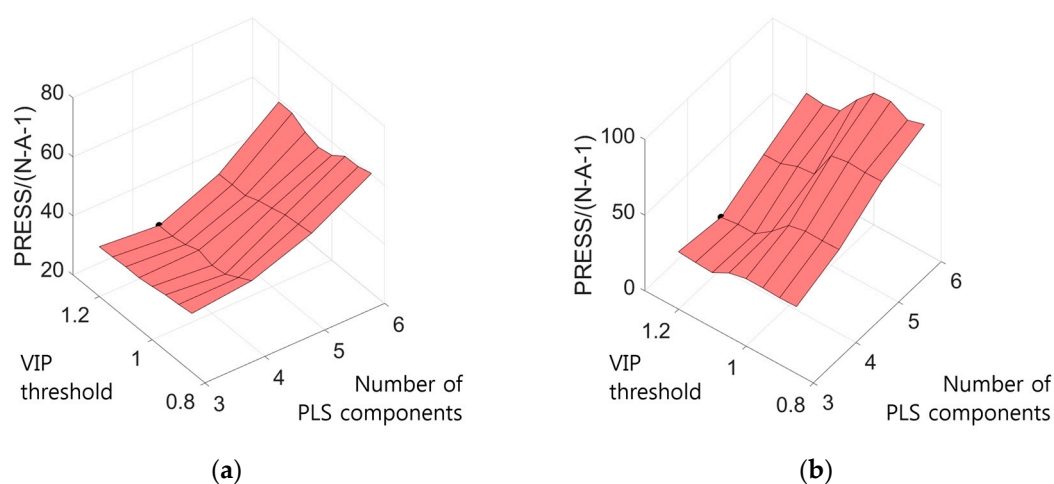 80
60
40
20
PRESS/(N-A-1)
1.2
1
0.8
VIP
threshold
3
4
5
6
Number of
PLS components
(a)
100
50
0
PRESS/(N-A-1)
1.2
1
0.8
VIP
threshold
3
4
5
6
Number of
PLS components
(b)